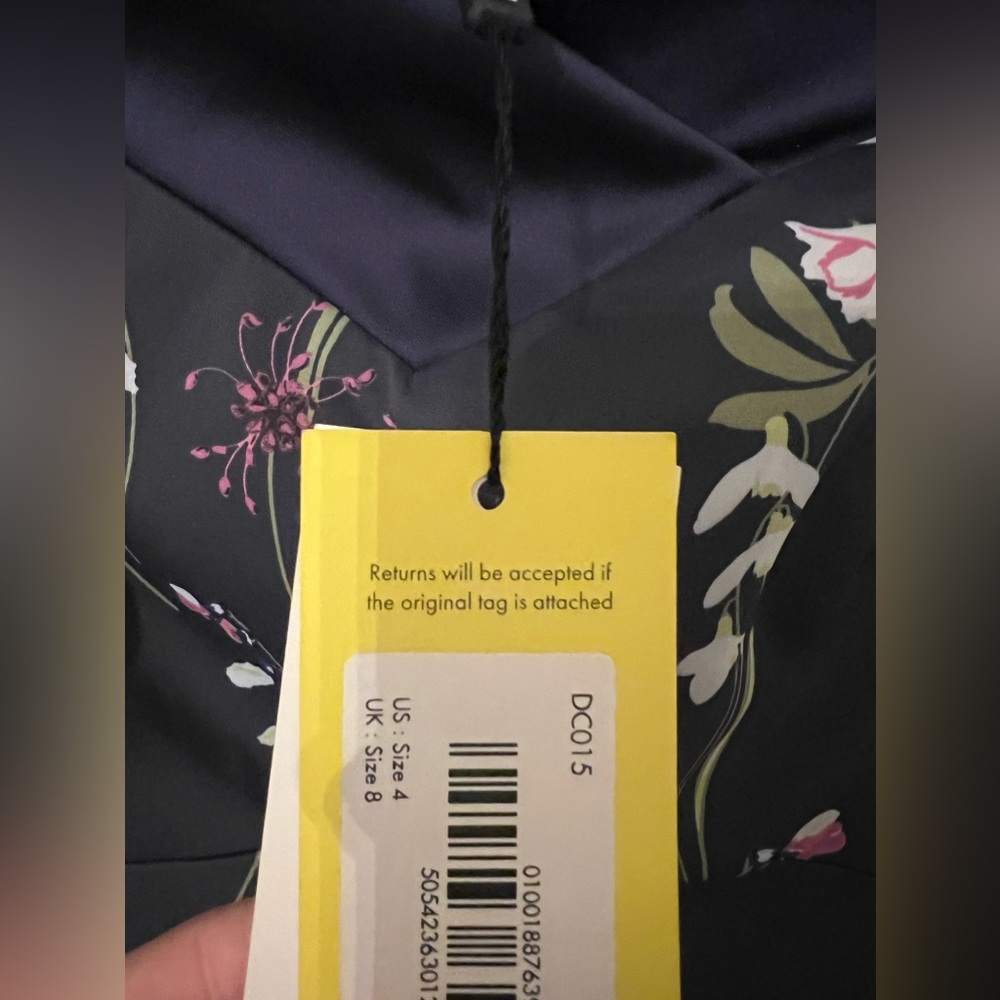 Returns will be accepted if
the original tag is attached
DC015
US : Size 4
UK : Size 8